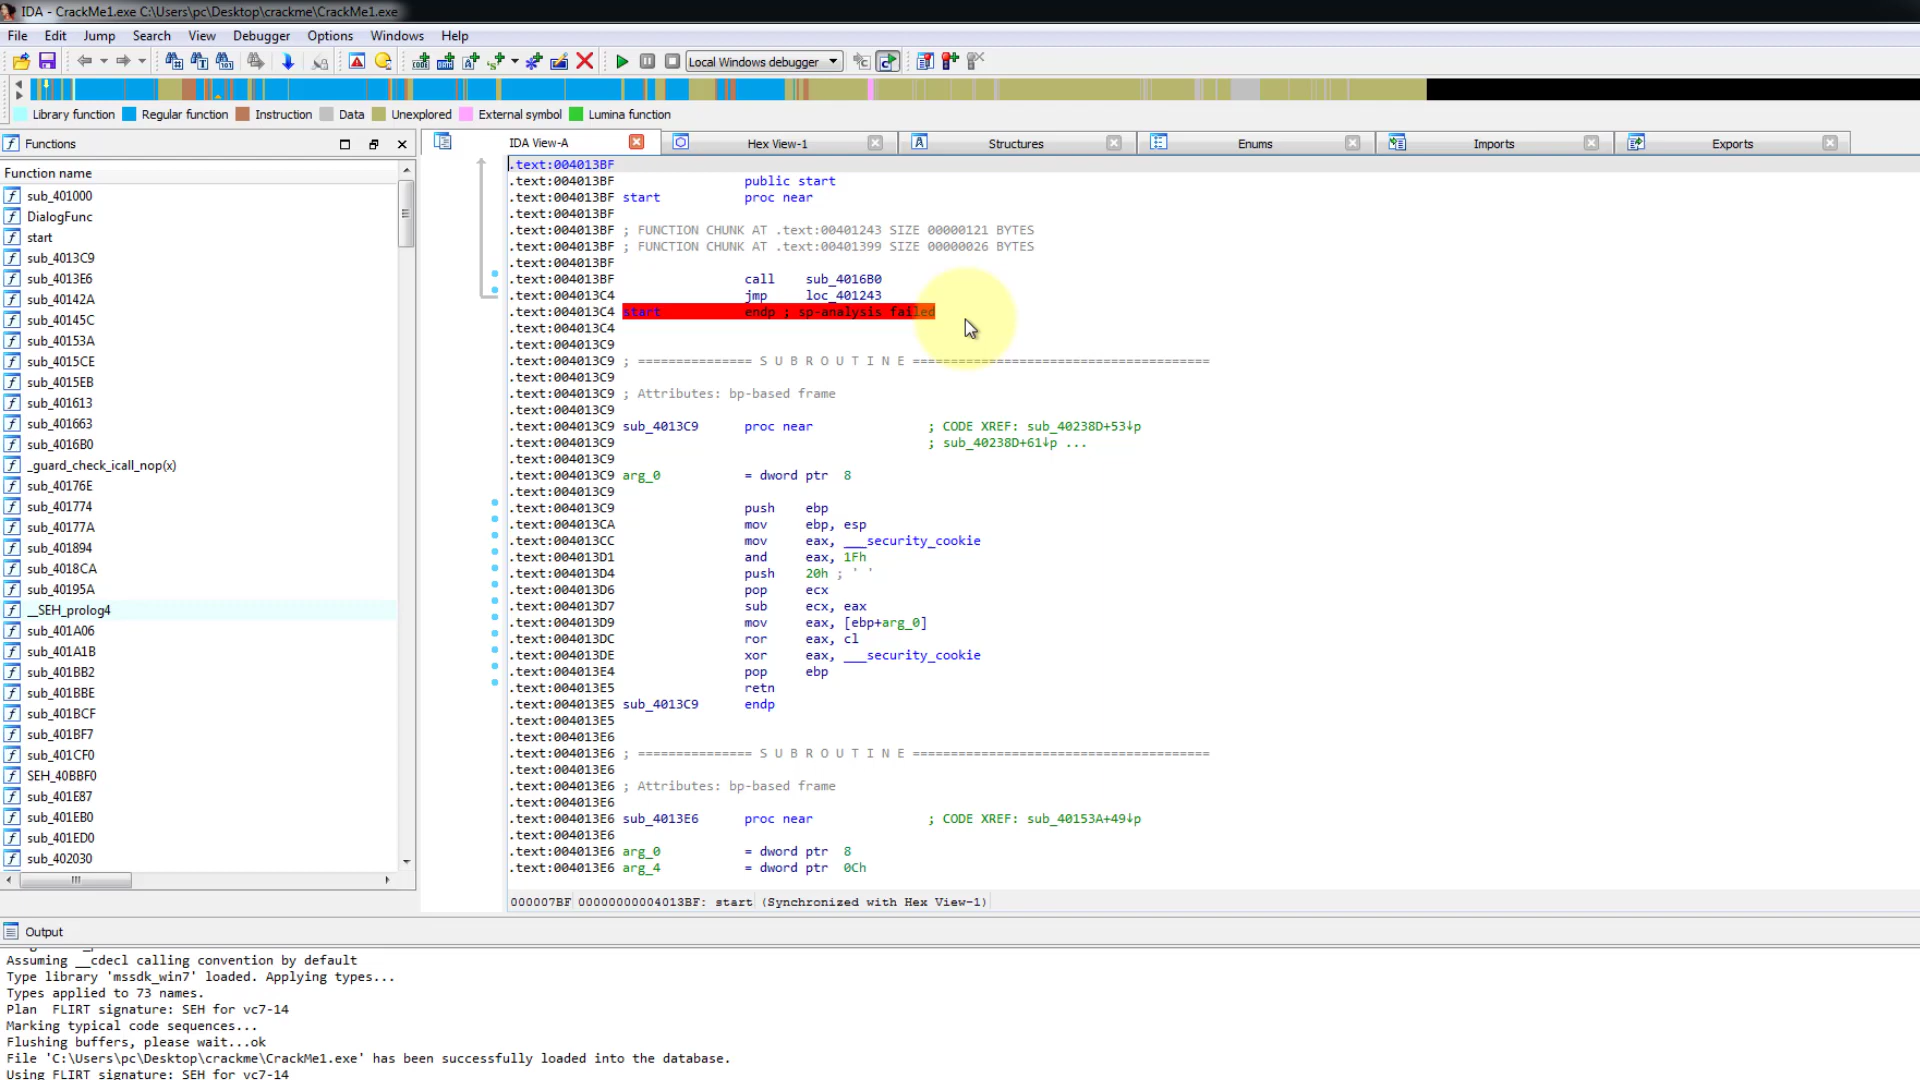 IDA - CrackMe1.exe C:\Users\pc\Desktop\crackme\CrackMe1.exe
File Edit Jump Search View Debugger Options Windows Help
Local Windows debugger
Library function Regular function Instruction Data Unexplored External symbol Lumina function
Functions
Function name
sub_401000
DialogFunc
start
sub_4013C9
sub_4013E6
sub_40142A
sub_40145C
sub_40153A
sub_4015CE
sub_4015EB
sub_401613
sub_401663
sub_4016B0
_guard_check_icall_nop(x)
sub_40176E
sub_401774
sub_40177A
sub_401894
sub_4018CA
sub_40195A
__SEH_prolog4
sub_401A06
sub_401A1B
sub_401BB2
sub_401BBE
sub_401BCF
sub_401BF7
sub_401CF0
SEH_40BBF0
sub_401E87
sub_401EB0
sub_401ED0
sub_402030
IDA View-A Hex View-1 Structures Enums Imports Exports
.text:004013BF
.text:004013BF public start
.text:004013BF start proc near
.text:004013BF
.text:004013BF ; FUNCTION CHUNK AT .text:00401243 SIZE 00000121 BYTES
.text:004013BF ; FUNCTION CHUNK AT .text:00401399 SIZE 00000026 BYTES
.text:004013BF
.text:004013BF call sub_4016B0
.text:004013C4 jmp loc_401243
.text:004013C4 start endp ; sp-analysis failed
.text:004013C4
.text:004013C9
.text:004013C9 ; =============== S U B R O U T I N E =======================================
.text:004013C9
.text:004013C9 ; Attributes: bp-based frame
.text:004013C9
.text:004013C9 sub_4013C9 proc near ; CODE XREF: sub_40238D+53↓p
.text:004013C9 ; sub_40238D+61↓p ...
.text:004013C9
.text:004013C9 arg_0 = dword ptr 8
.text:004013C9
.text:004013C9 push ebp
.text:004013CA mov ebp, esp
.text:004013CC mov eax, ___security_cookie
.text:004013D1 and eax, 1Fh
.text:004013D4 push 20h ; ' '
.text:004013D6 pop ecx
.text:004013D7 sub ecx, eax
.text:004013D9 mov eax, [ebp+arg_0]
.text:004013DC ror eax, cl
.text:004013DE xor eax, ___security_cookie
.text:004013E4 pop ebp
.text:004013E5 retn
.text:004013E5 sub_4013C9 endp
.text:004013E5
.text:004013E6
.text:004013E6 ; =============== S U B R O U T I N E =======================================
.text:004013E6
.text:004013E6 ; Attributes: bp-based frame
.text:004013E6
.text:004013E6 sub_4013E6 proc near ; CODE XREF: sub_40153A+49↓p
.text:004013E6
.text:004013E6 arg_0 = dword ptr 8
.text:004013E6 arg_4 = dword ptr 0Ch
000007BF 00000000004013BF: start (Synchronized with Hex View-1)
Output
Assuming __cdecl calling convention by default
Type library 'mssdk_win7' loaded. Applying types...
Types applied to 73 names.
Plan FLIRT signature: SEH for vc7-14
Marking typical code sequences...
Flushing buffers, please wait...ok
File 'C:\Users\pc\Desktop\crackme\CrackMe1.exe' has been successfully loaded into the database.
Using FLIRT signature: SEH for vc7-14